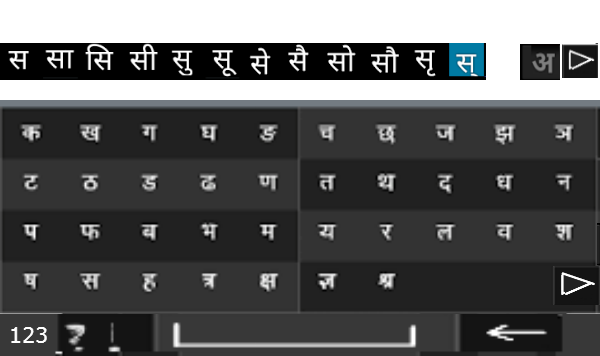 स सा सि सी सु सू से सै सो सौ सृ स् अ
क ख ग घ ङ च छ ज झ ञ
ट ठ ड ढ ण त थ द ध न
प फ ब भ म य र ल व श
ष स ह त्र क्ष ज्ञ श्र
123 ? !